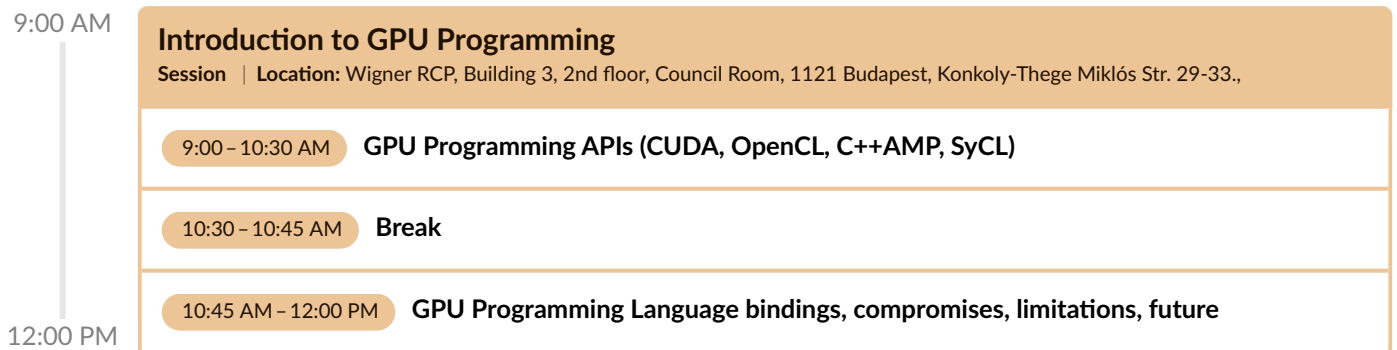 9:00 AM
Introduction to GPU Programming
Session | Location: Wigner RCP, Building 3, 2nd floor, Council Room, 1121 Budapest, Konkoly-Thege Miklós Str. 29-33.,
9:00 – 10:30 AM GPU Programming APIs (CUDA, OpenCL, C++AMP, SyCL)
10:30 – 10:45 AM Break
10:45 AM – 12:00 PM GPU Programming Language bindings, compromises, limitations, future
12:00 PM